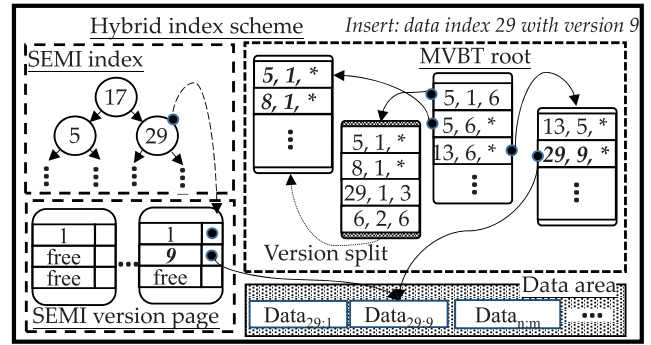 Hybrid index scheme
Insert: data index 29 with version 9
SEMI index
17
5
29
SEMI version page
1
free
free
1
9
free
MVBT root
5, 1, *
8, 1, *
5, 1, *
8, 1, *
29, 1, 3
6, 2, 6
Version split
5, 1, 6
5, 6, *
13, 6, *
13, 5, *
29, 9, *
Data area
Data29·1
Data29·9
Datan:m